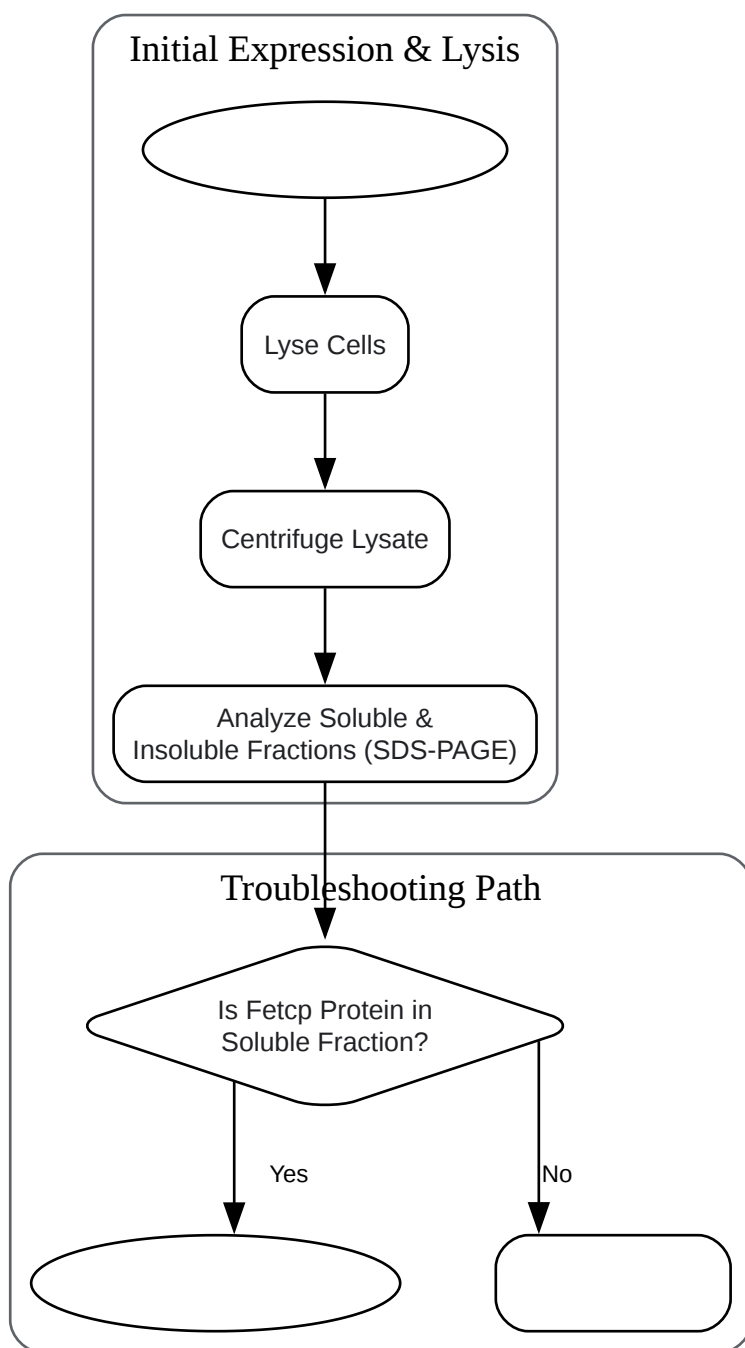 Initial Expression & Lysis
Lyse Cells
Centrifuge Lysate
Analyze Soluble &
Insoluble Fractions (SDS-PAGE)
Troubleshooting Path
Is Fetcp Protein in
Soluble Fraction?
Yes
No